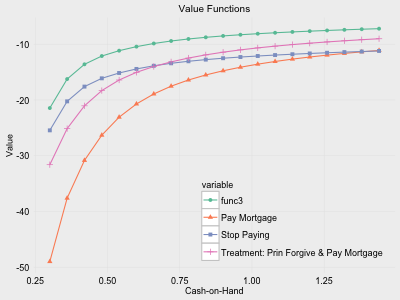 Value Functions
-10
-20
-30
-40
-50
Value
variable
func3
Pay Mortgage
Stop Paying
Treatment: Prin Forgive & Pay Mortgage
0.25
0.50
0.75
1.00
1.25
Cash-on-Hand